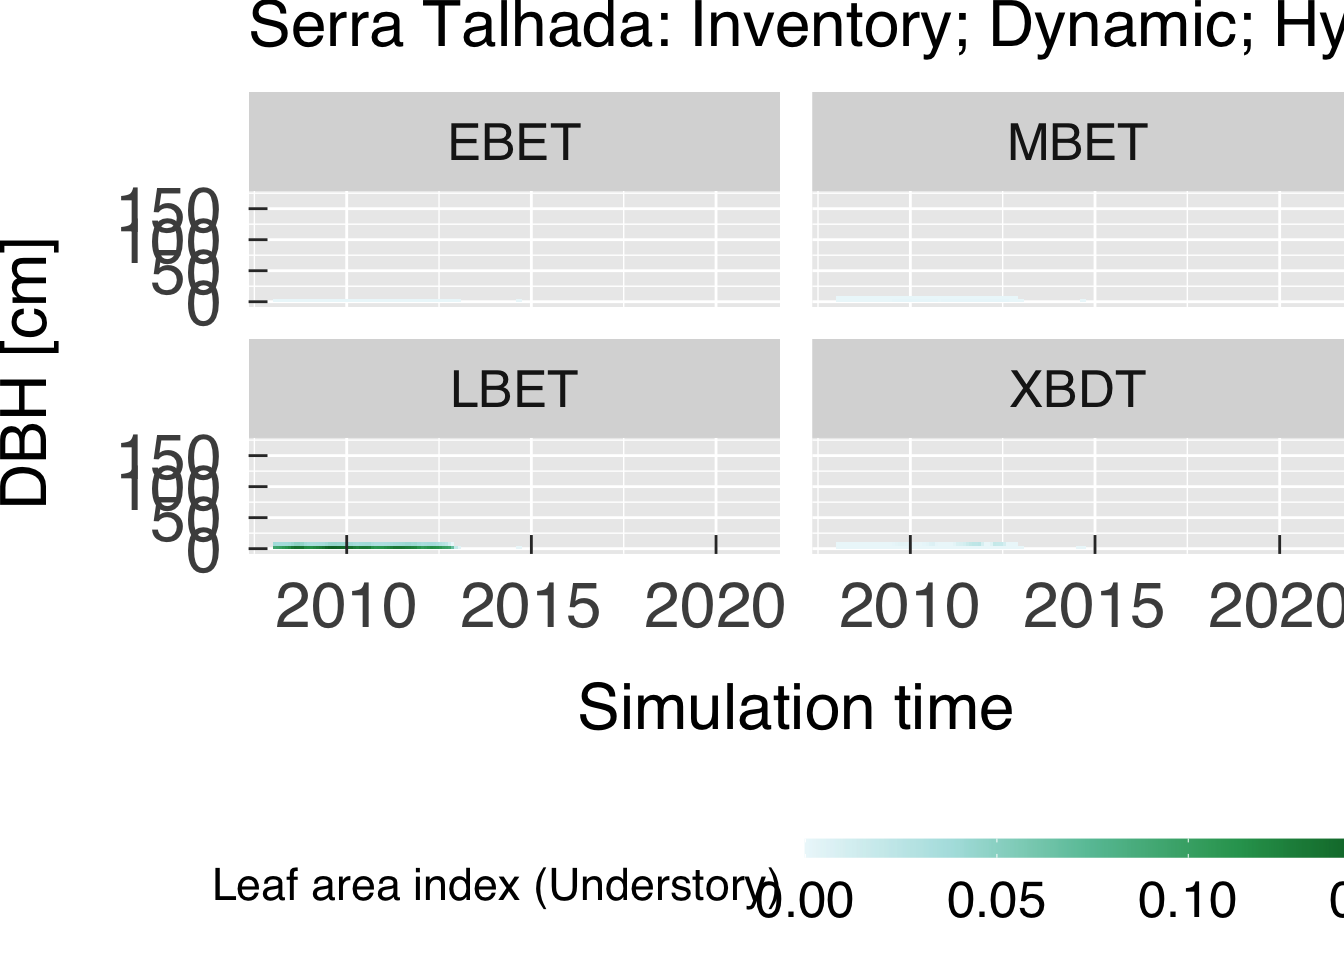 Serra Talhada: Inventory; Dynamic; Hy
EBET
MBET
150
100
50
0
DBH [cm]
LBET
XBDT
150
100
50
0
2010 2015 2020 2010 2015 2020
Simulation time
Leaf area index (Understory)
0.00 0.05 0.10 0